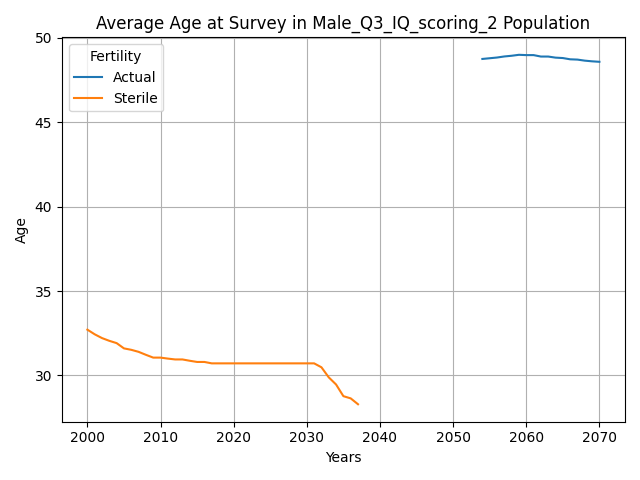 Average Age at Survey in Male_Q3_IQ_scoring_2 Population
Fertility
Actual
Sterile
Age
50
45
40
35
30
2000 2010 2020 2030 2040 2050 2060 2070
Years